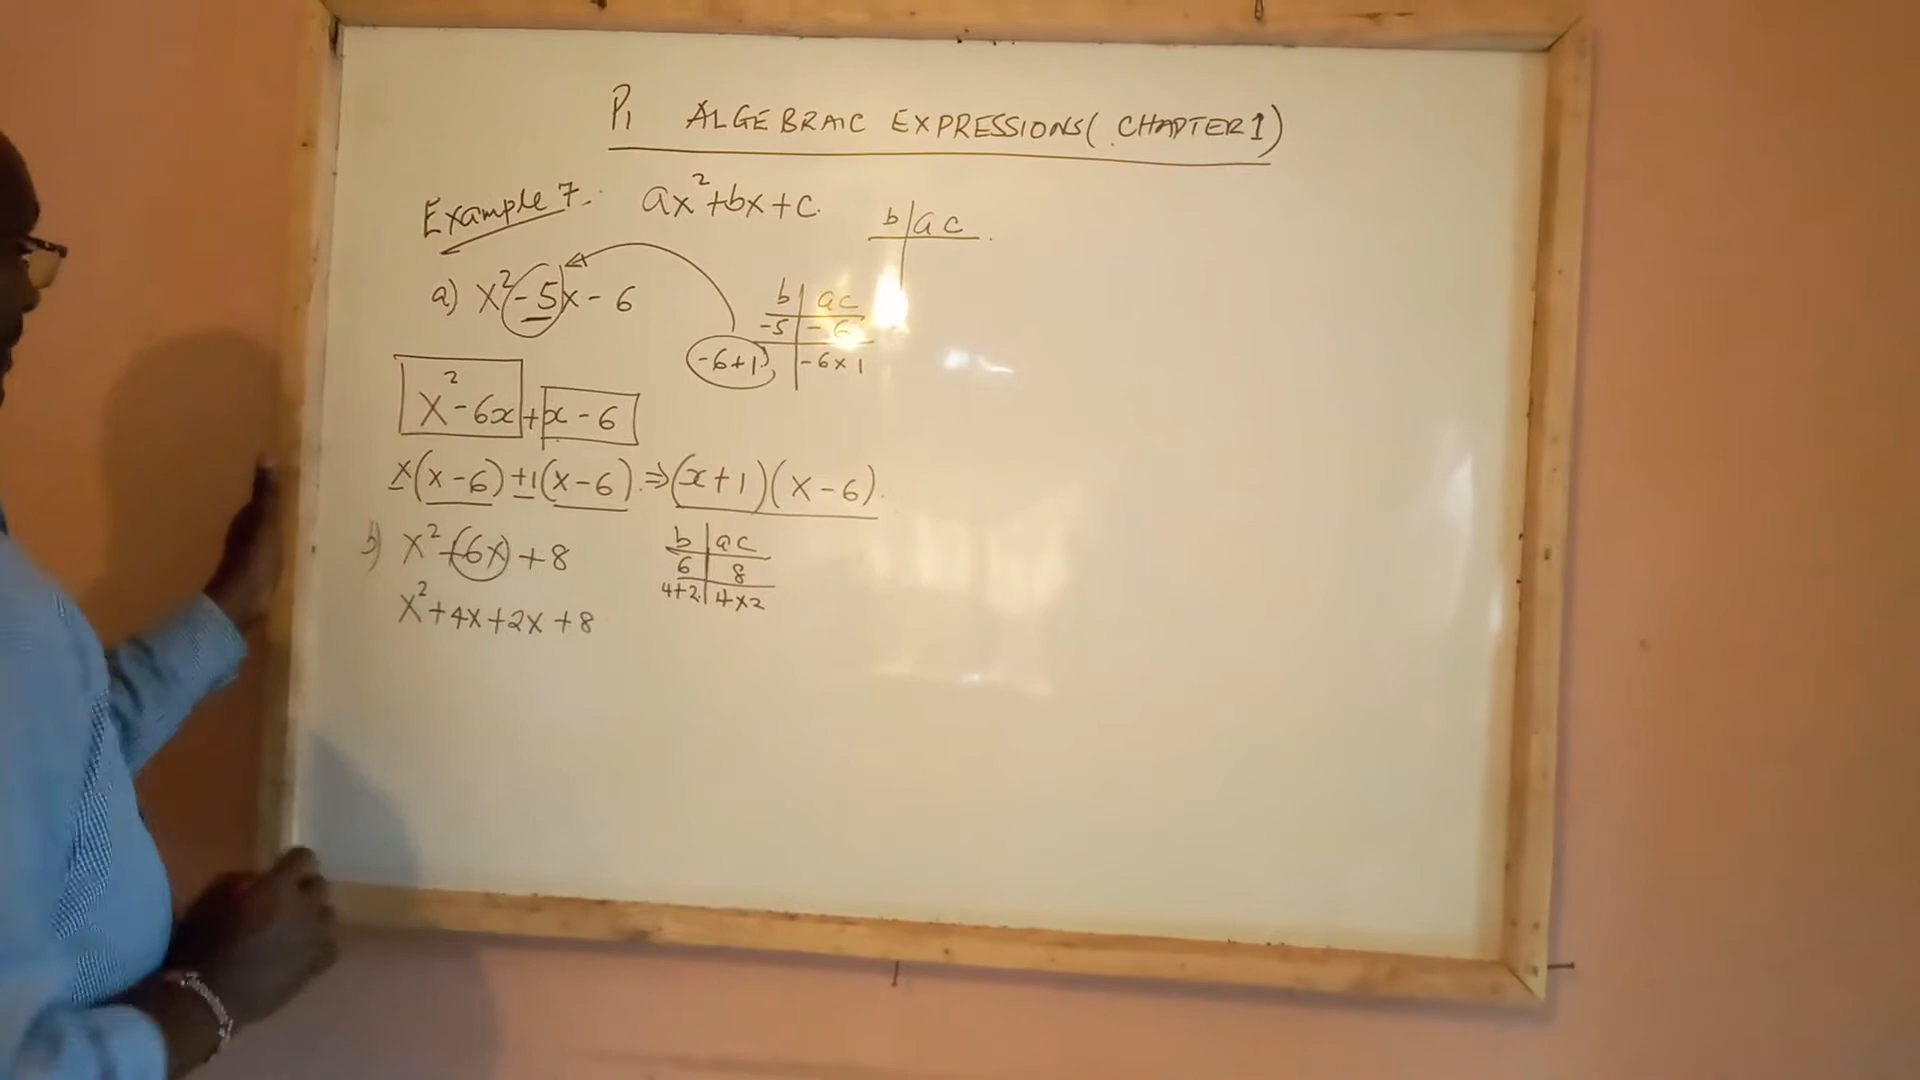 P1 ALGEBRAIC EXPRESSIONS( CHAPTER 1)
Example 7. ax²+bx+c
b | ac
a) x² - 5x - 6
b | ac
-5 | - 6
-6+1 | -6 x 1
x² - 6x + x - 6
x(x - 6) +1(x - 6) ⇒ (x+1)(x - 6).
b) x² + 6x + 8
b | ac
6 | 8
4+2 | 4 x 2
x² + 4x + 2x + 8